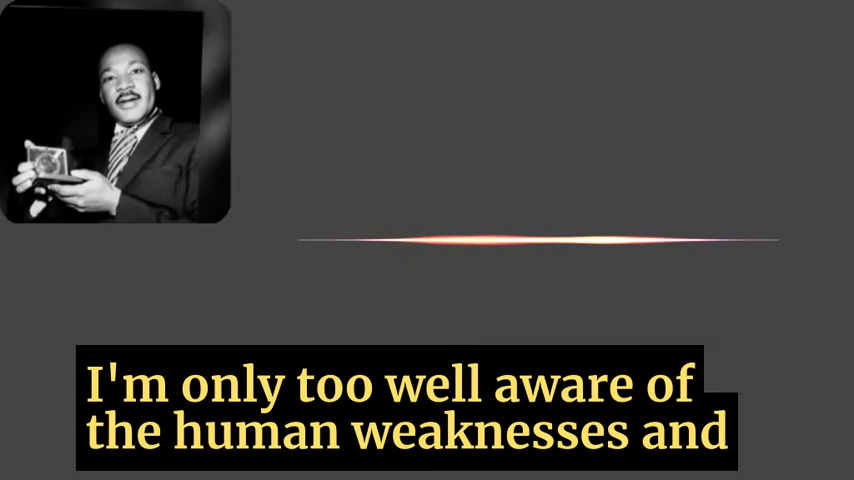 I'm only too well aware of
the human weaknesses and